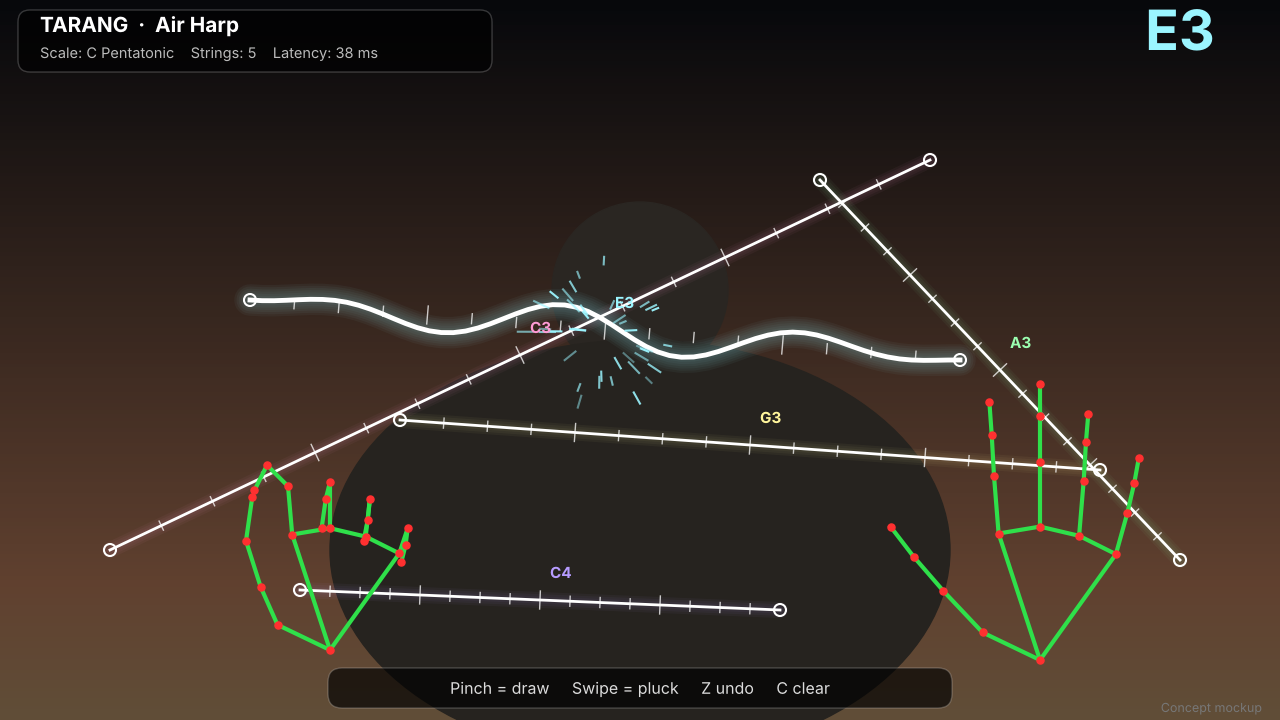 TARANG · Air Harp
Scale: C Pentatonic Strings: 5 Latency: 38 ms
E3
E3
C3
A3
G3
C4
Pinch = draw Swipe = pluck Z undo C clear
Concept mockup